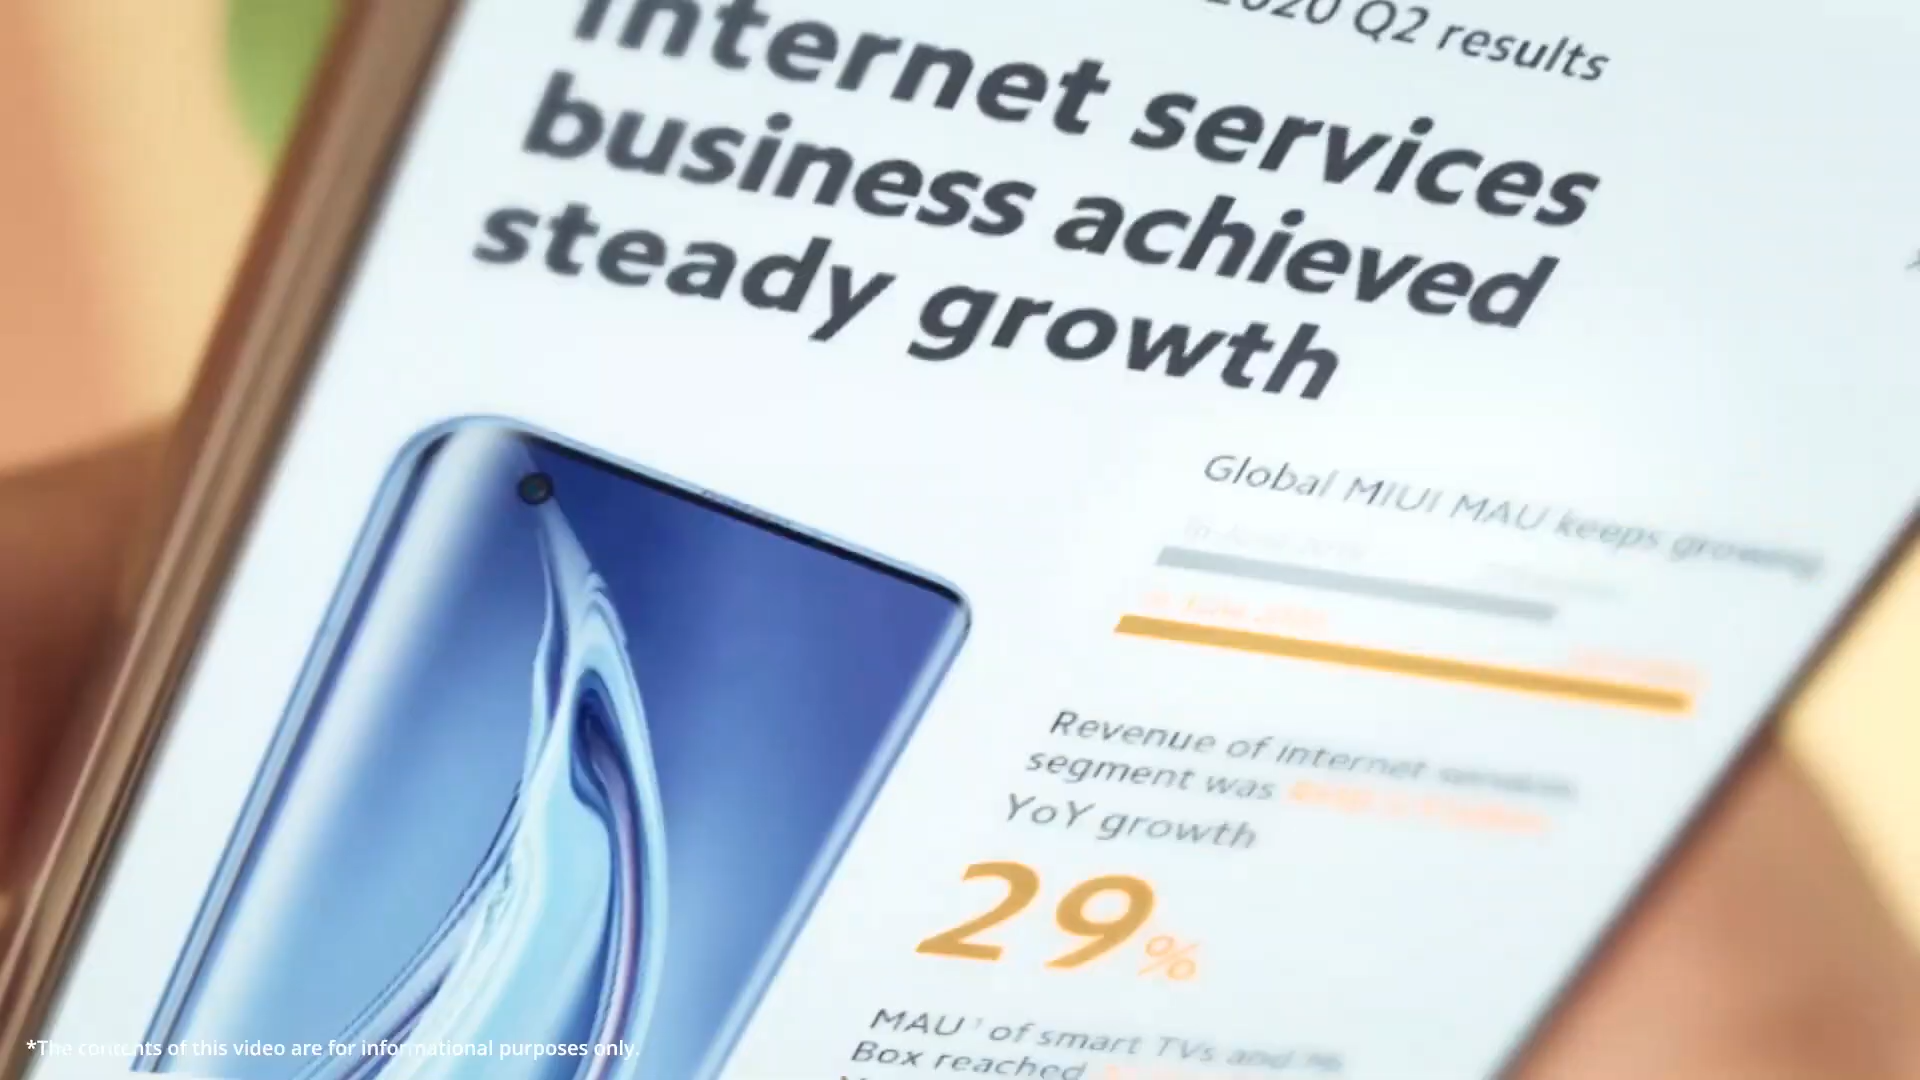 2020 Q2 results
Internet services
business achieved
steady growth
Global MIUI MAU keeps growing
Revenue of internet services
segment was
YoY growth
29%
MAU¹ of smart TVs and
Box reached
*The contents of this video are for informational purposes only.